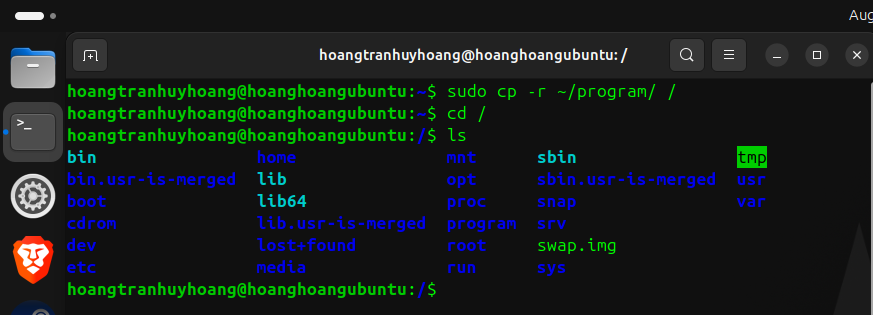 Aug
hoangtranhuyhoang@hoanghoangubuntu: /
hoangtranhuyhoang@hoanghoangubuntu:~$ sudo cp -r ~/program/ /
hoangtranhuyhoang@hoanghoangubuntu:~$ cd /
hoangtranhuyhoang@hoanghoangubuntu:/$ ls
bin home mnt sbin tmp
bin.usr-is-merged lib opt sbin.usr-is-merged usr
boot lib64 proc snap var
cdrom lib.usr-is-merged program srv
dev lost+found root swap.img
etc media run sys
hoangtranhuyhoang@hoanghoangubuntu:/$
>_